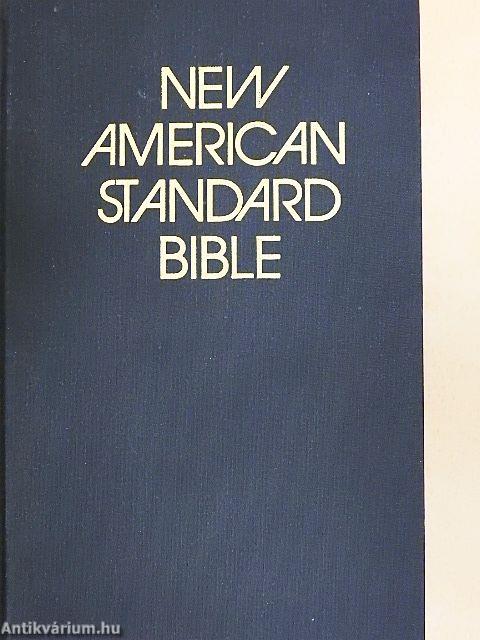 NEW
AMERICAN
STANDARD
BIBLE
Antikvárium.hu